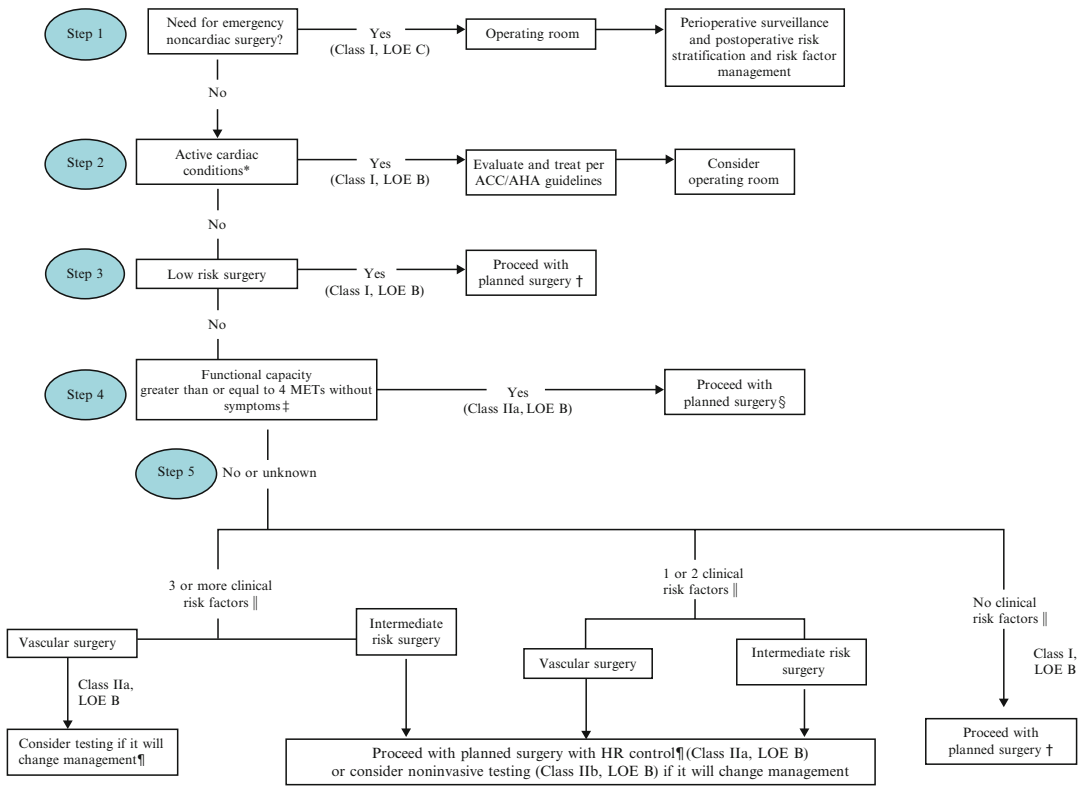 Step 1
Need for emergency
noncardiac surgery?
Yes
(Class I, LOE C)
Operating room
Perioperative surveillance
and postoperative risk
stratification and risk factor
management
No
Step 2
Active cardiac
conditions*
Yes
(Class I, LOE B)
Evaluate and treat per
ACC/AHA guidelines
Consider
operating room
No
Step 3
Low risk surgery
Yes
(Class I, LOE B)
Proceed with
planned surgery †
No
Step 4
Functional capacity
greater than or equal to 4 METs without
symptoms‡
Yes
(Class IIa, LOE B)
Proceed with
planned surgery§
Step 5
No or unknown
3 or more clinical
risk factors ‖
1 or 2 clinical
risk factors ‖
No clinical
risk factors ‖
Vascular surgery
Intermediate
risk surgery
Vascular surgery
Intermediate risk
surgery
Class I,
LOE B
Class IIa,
LOE B
Consider testing if it will
change management¶
Proceed with planned surgery with HR control¶(Class IIa, LOE B)
or consider noninvasive testing (Class IIb, LOE B) if it will change management
Proceed with
planned surgery †